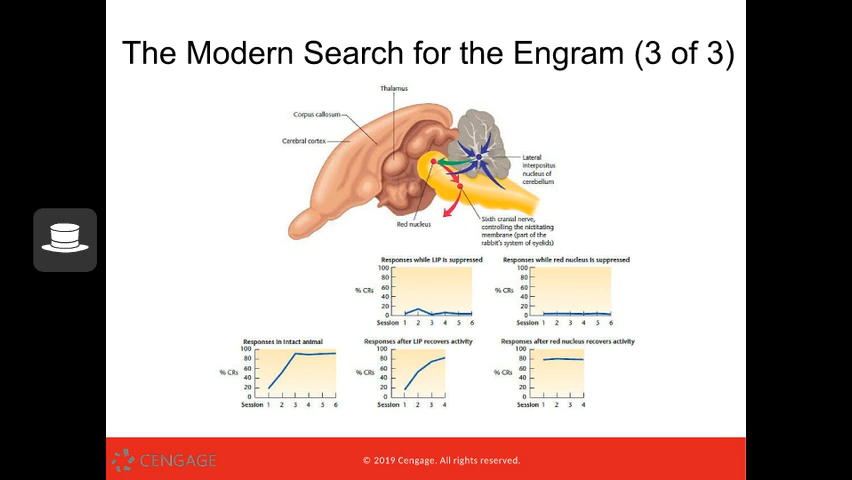 The Modern Search for the Engram (3 of 3)
Thalamus
Corpus callosum
Cerebral cortex
Lateral
interpositus
nucleus of
cerebellum
Red nucleus
Sixth cranial nerve,
controlling the nictitating
membrane (part of the
rabbit's system of eyelids)
Responses while LIP is suppressed
100
80
60
40
20
0
% CRs
Session 1 2 3 4 5 6
Responses while red nucleus is suppressed
100
80
60
40
20
0
% CRs
Session 1 2 3 4 5 6
Responses in intact animal
100
80
60
40
20
0
% CRs
Session 1 2 3 4 5 6
Responses after LIP recovers activity
100
80
60
40
20
0
% CRs
Session 1 2 3 4
Responses after red nucleus recovers activity
100
80
60
40
20
0
% CRs
Session 1 2 3 4
CENGAGE
© 2019 Cengage. All rights reserved.